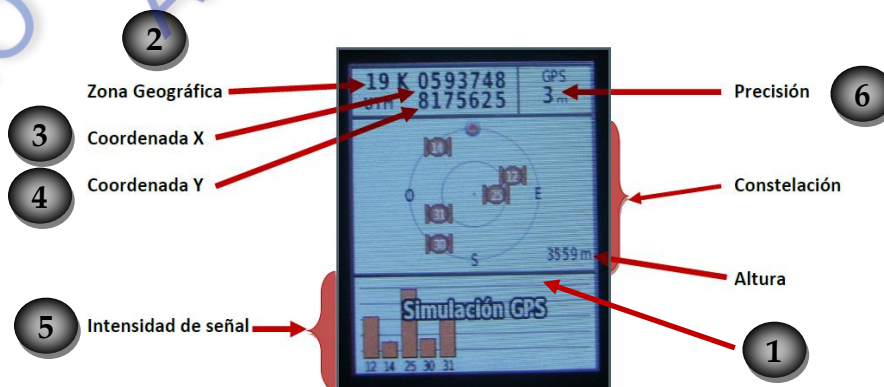 2
Zona Geográfica
3
Coordenada X
4
Coordenada Y
5
Intensidad de señal
19 K 0593748
UTM 8175625
GPS
3 m
14
12
25
O
E
31
30
S
3559 m
Simulación GPS
12 14 25 30 31
Precisión
6
Constelación
Altura
1